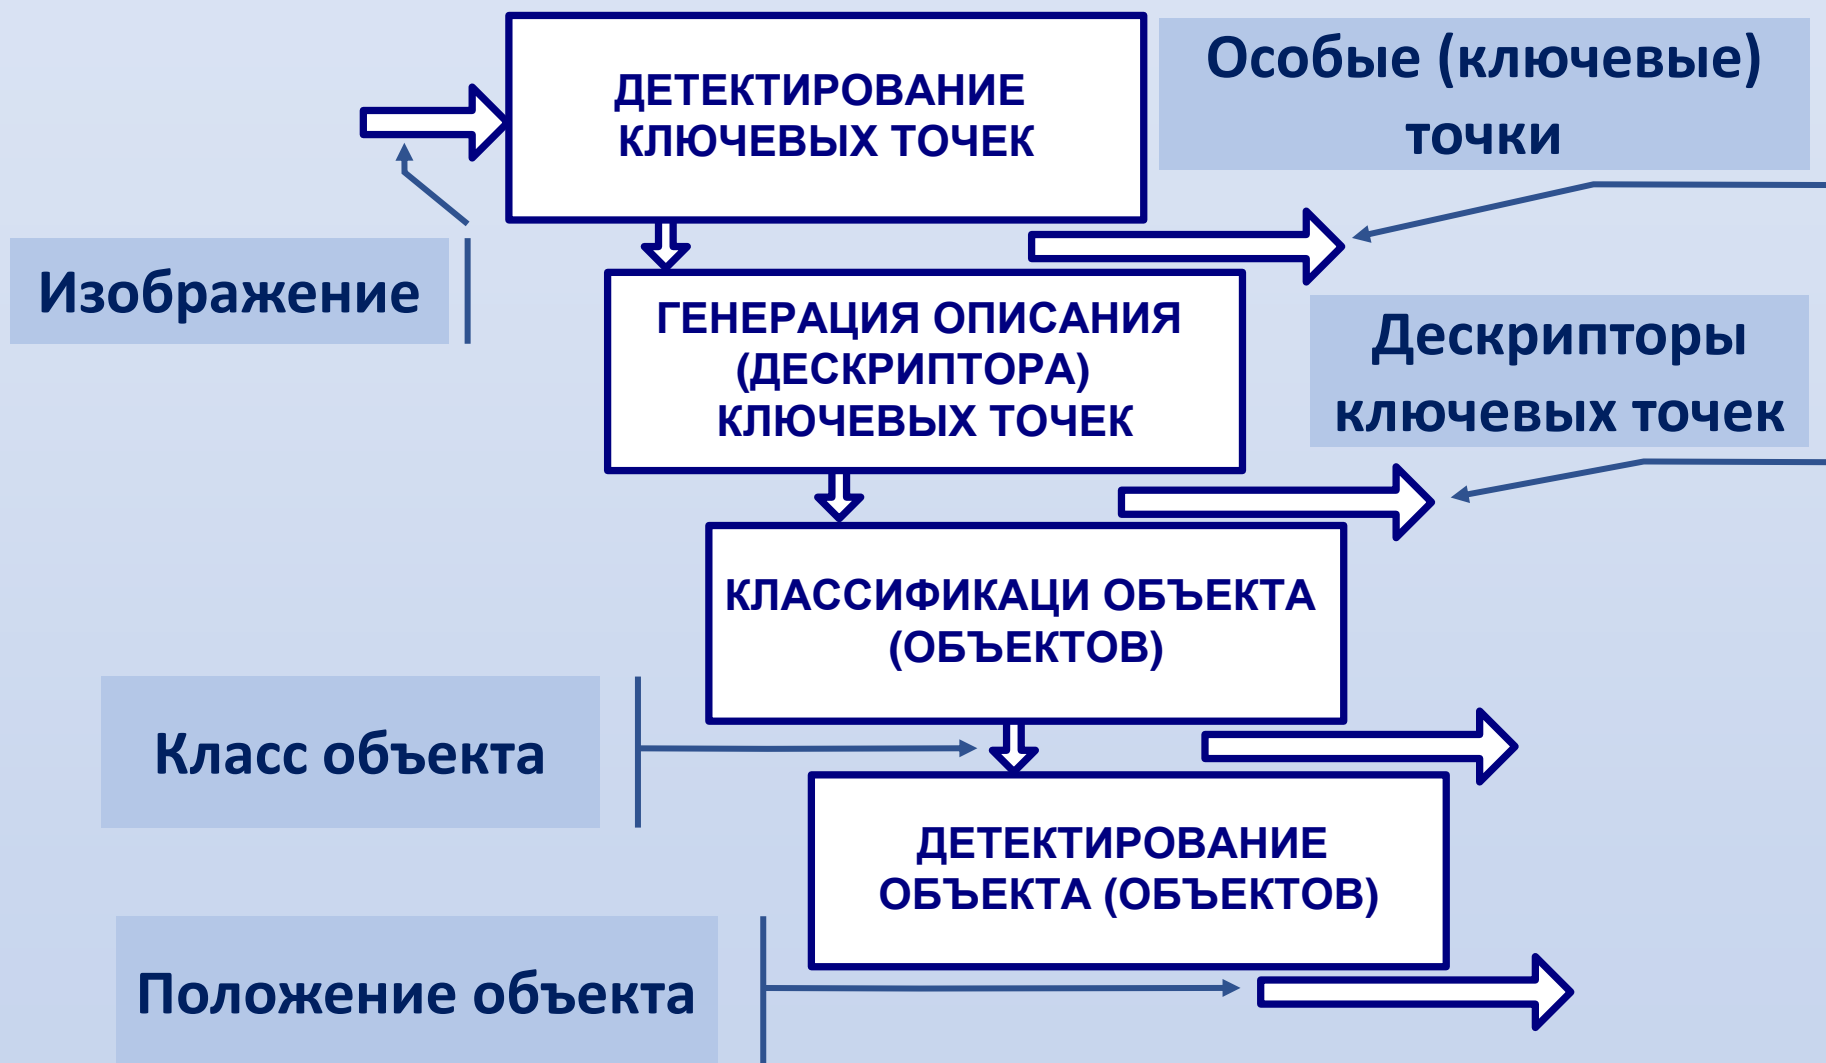 ДЕТЕКТИРОВАНИЕ
КЛЮЧЕВЫХ ТОЧЕК
Особые (ключевые)
точки
Изображение
ГЕНЕРАЦИЯ ОПИСАНИЯ
(ДЕСКРИПТОРА)
КЛЮЧЕВЫХ ТОЧЕК
Дескрипторы
ключевых точек
КЛАССИФИКАЦИ ОБЪЕКТА
(ОБЪЕКТОВ)
Класс объекта
ДЕТЕКТИРОВАНИЕ
ОБЪЕКТА (ОБЪЕКТОВ)
Положение объекта